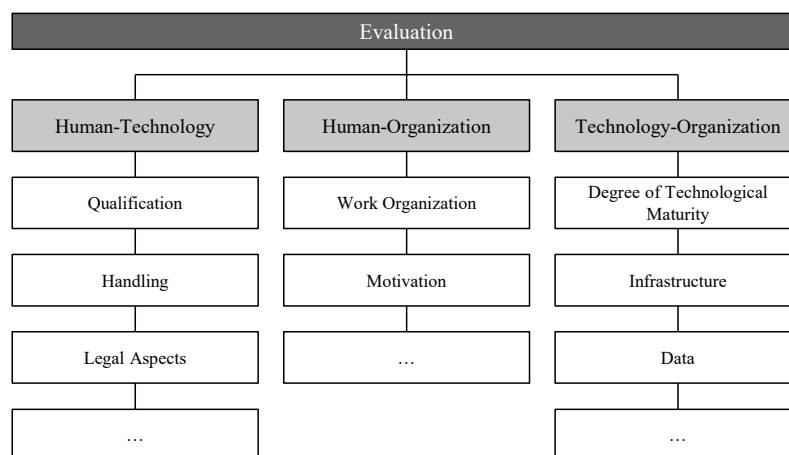 Evaluation
Human-Technology
Human-Organization
Technology-Organization
Qualification
Work Organization
Degree of Technological
Maturity
Handling
Motivation
Infrastructure
Legal Aspects
…
Data
…
…